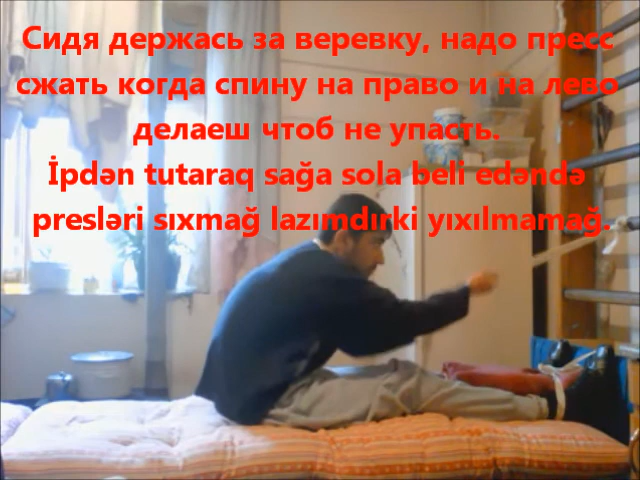 Сидя держась за веревку, надо пресс
сжать когда спину на право и на лево
делаеш чтоб не упасть.
İpdən tutaraq sağa sola beli edəndə
presləri sıxmağ lazımdırki yıxılmamağ.